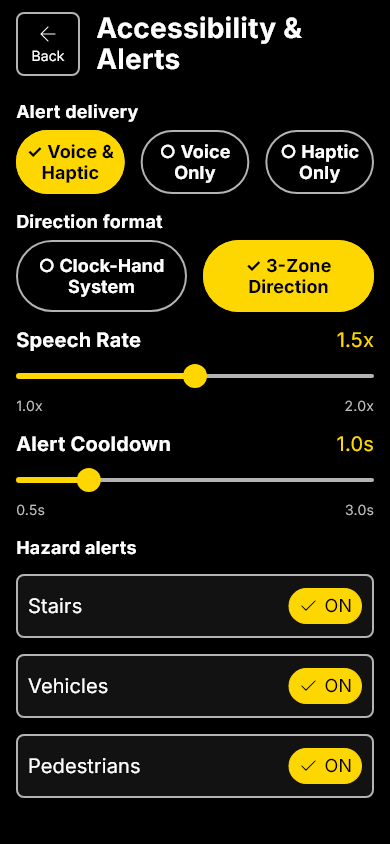 Back
Accessibility &
Alerts
Alert delivery
✓ Voice &
Haptic
Voice
Only
Haptic
Only
Direction format
Clock-Hand
System
✓ 3-Zone
Direction
Speech Rate
1.5x
1.0x
2.0x
Alert Cooldown
1.0s
0.5s
3.0s
Hazard alerts
Stairs
✓ ON
Vehicles
✓ ON
Pedestrians
✓ ON